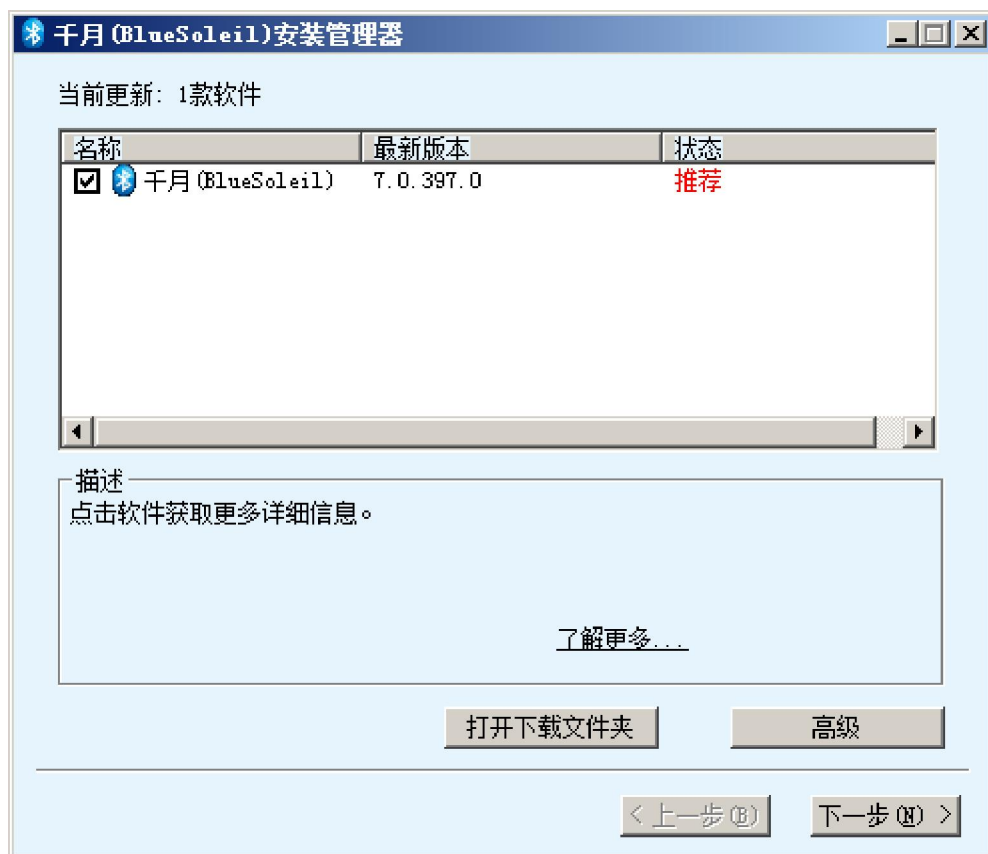 千月(BlueSoleil)安装管理器
当前更新: 1款软件
名称 最新版本 状态
千月(BlueSoleil) 7.0.397.0 推荐
描述
点击软件获取更多详细信息。
了解更多...
打开下载文件夹 高级
< 上一步(B) 下一步(N) >